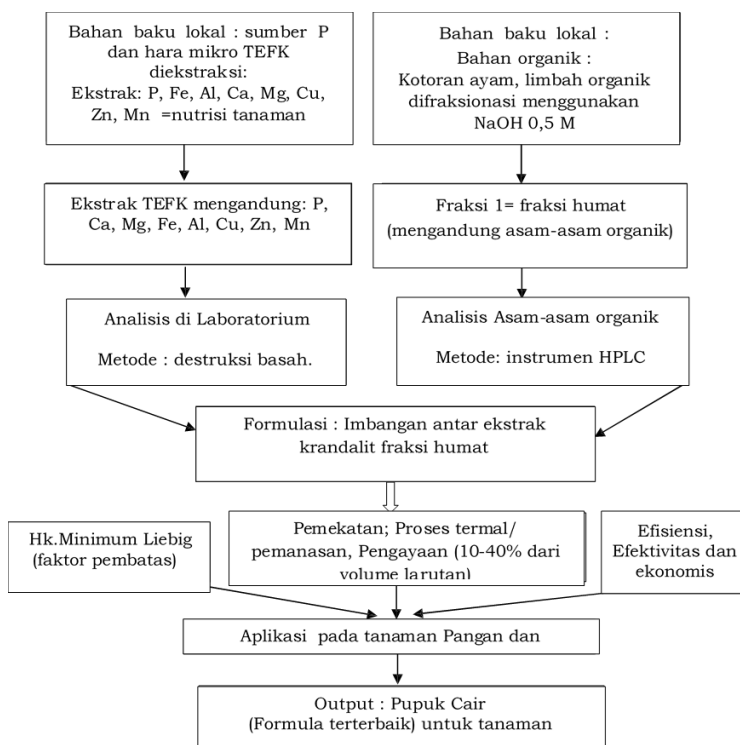 Bahan baku lokal : sumber P
dan hara mikro TEFK
diekstraksi:
Ekstrak: P, Fe, Al, Ca, Mg, Cu,
Zn, Mn =nutrisi tanaman
Bahan baku lokal :
Bahan organik :
Kotoran ayam, limbah organik
difraksionasi menggunakan
NaOH 0,5 M
Ekstrak TEFK mengandung: P,
Ca, Mg, Fe, Al, Cu, Zn, Mn
Fraksi 1= fraksi humat
(mengandung asam-asam organik)
Analisis di Laboratorium
Metode : destruksi basah.
Analisis Asam-asam organik
Metode: instrumen HPLC
Formulasi : Imbangan antar ekstrak
krandalit fraksi humat
Hk.Minimum Liebig
(faktor pembatas)
Pemekatan; Proses termal/
pemanasan, Pengayaan (10-40% dari
volume larutan)
Efisiensi,
Efektivitas dan
ekonomis
Aplikasi pada tanaman Pangan dan
Output : Pupuk Cair
(Formula terterbaik) untuk tanaman